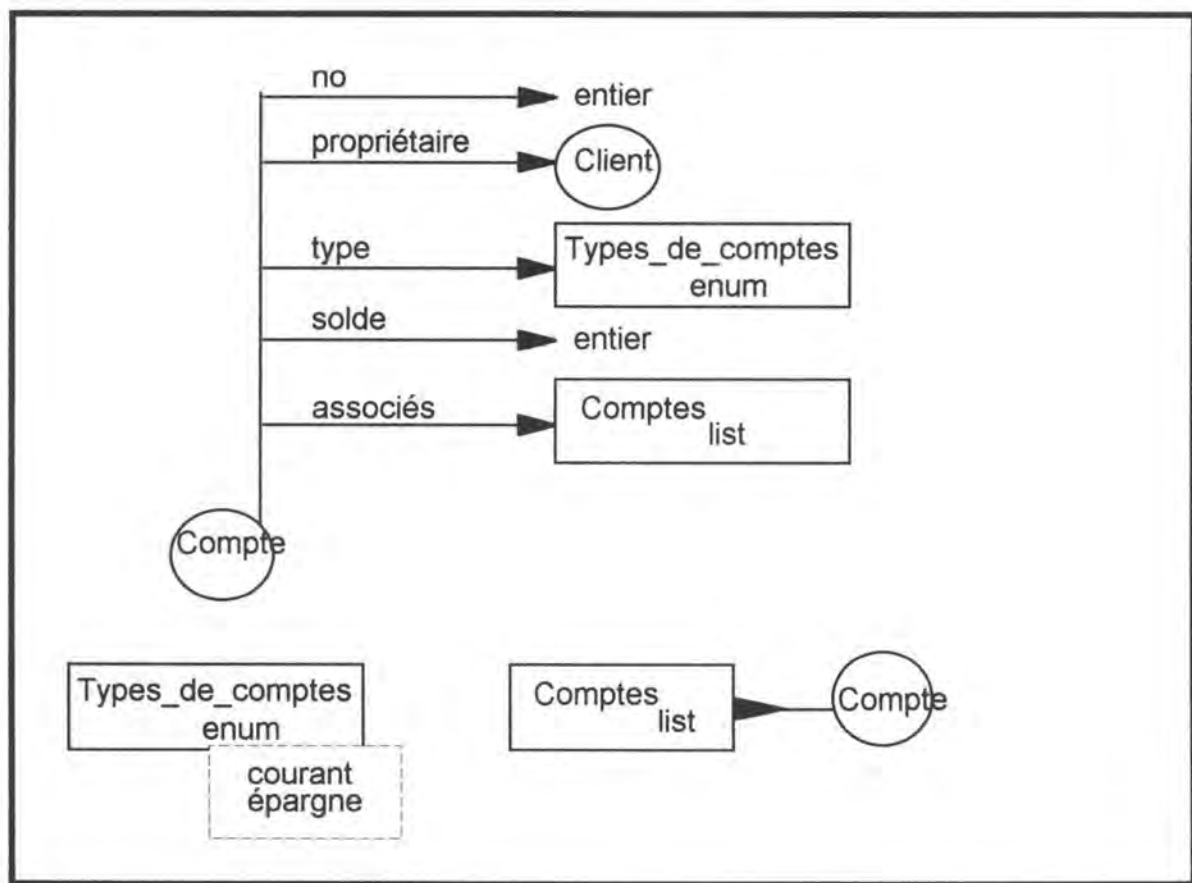 no
entier
propriétaire
Client
type
Types_de_comptes
enum
solde
entier
associés
Comptes
list
Compte
Types_de_comptes
enum
courant
épargne
Comptes
list
Compte